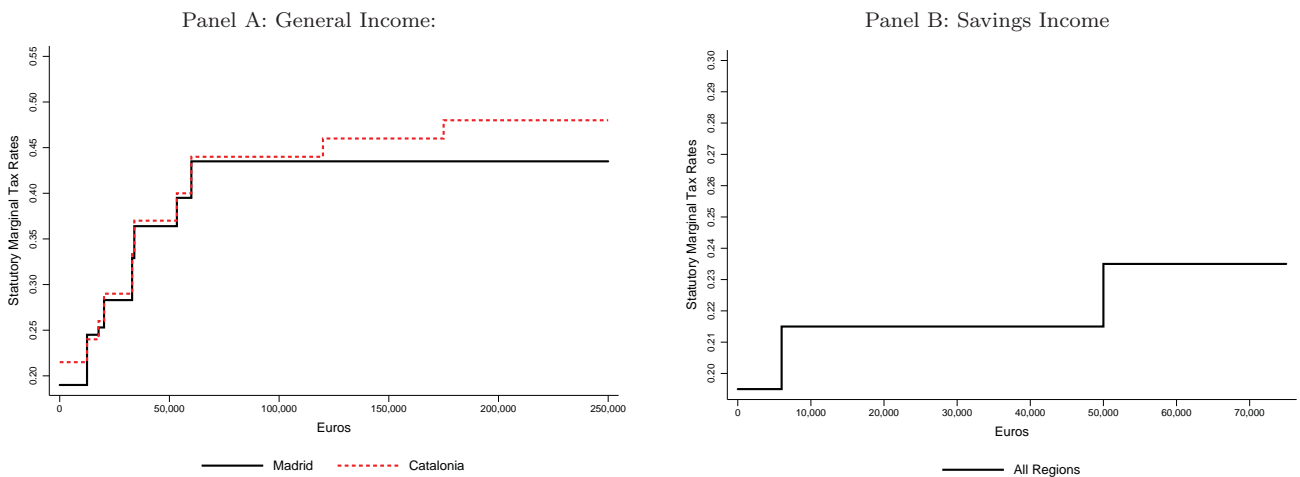 Panel A: General Income:
Statutory Marginal Tax Rates
0.55
0.50
0.45
0.40
0.35
0.30
0.25
0.20
0 50,000 100,000 150,000 200,000 250,000
Euros
Madrid Catalonia
Panel B: Savings Income
Statutory Marginal Tax Rates
0.30
0.29
0.28
0.27
0.26
0.25
0.24
0.23
0.22
0.21
0.20
0 10,000 20,000 30,000 40,000 50,000 60,000 70,000
Euros
All Regions